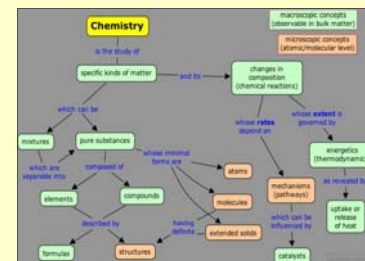 Chemistry
macroscopic concepts
(observable in bulk matter)
microscopic concepts
(atomic/molecular level)
is the study of
specific kinds of matter
and its
changes in
composition
(chemical reactions)
which can be
whose rates
depend on
whose extent is
governed by
mixtures
pure substances
whose minimal
forms are
energetics
(thermodynamic
which are
separable into
composed of
atoms
mechanisms
(pathways)
as revealed by
elements
compounds
molecules
uptake or
release
of heat
described by
having
definite
extended solids
which can be
influenced by
formulas
structures
catalysts